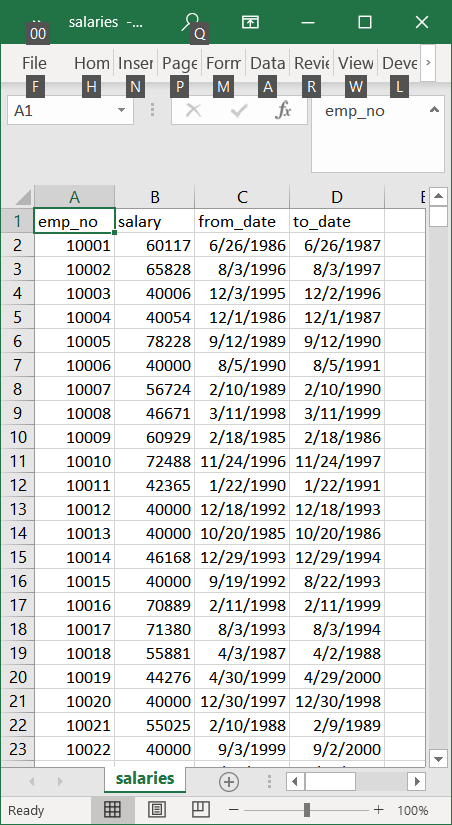 00 salaries -... Q
File Hom Inser Page Form Data Revie View Deve
F H N P M A R W L
A1 fx emp_no
A B C D E
1 emp_no salary from_date to_date
2 10001 60117 6/26/1986 6/26/1987
3 10002 65828 8/3/1996 8/3/1997
4 10003 40006 12/3/1995 12/2/1996
5 10004 40054 12/1/1986 12/1/1987
6 10005 78228 9/12/1989 9/12/1990
7 10006 40000 8/5/1990 8/5/1991
8 10007 56724 2/10/1989 2/10/1990
9 10008 46671 3/11/1998 3/11/1999
10 10009 60929 2/18/1985 2/18/1986
11 10010 72488 11/24/1996 11/24/1997
12 10011 42365 1/22/1990 1/22/1991
13 10012 40000 12/18/1992 12/18/1993
14 10013 40000 10/20/1985 10/20/1986
15 10014 46168 12/29/1993 12/29/1994
16 10015 40000 9/19/1992 8/22/1993
17 10016 70889 2/11/1998 2/11/1999
18 10017 71380 8/3/1993 8/3/1994
19 10018 55881 4/3/1987 4/2/1988
20 10019 44276 4/30/1999 4/29/2000
21 10020 40000 12/30/1997 12/30/1998
22 10021 55025 2/10/1988 2/9/1989
23 10022 40000 9/3/1999 9/2/2000
salaries
Ready 100%